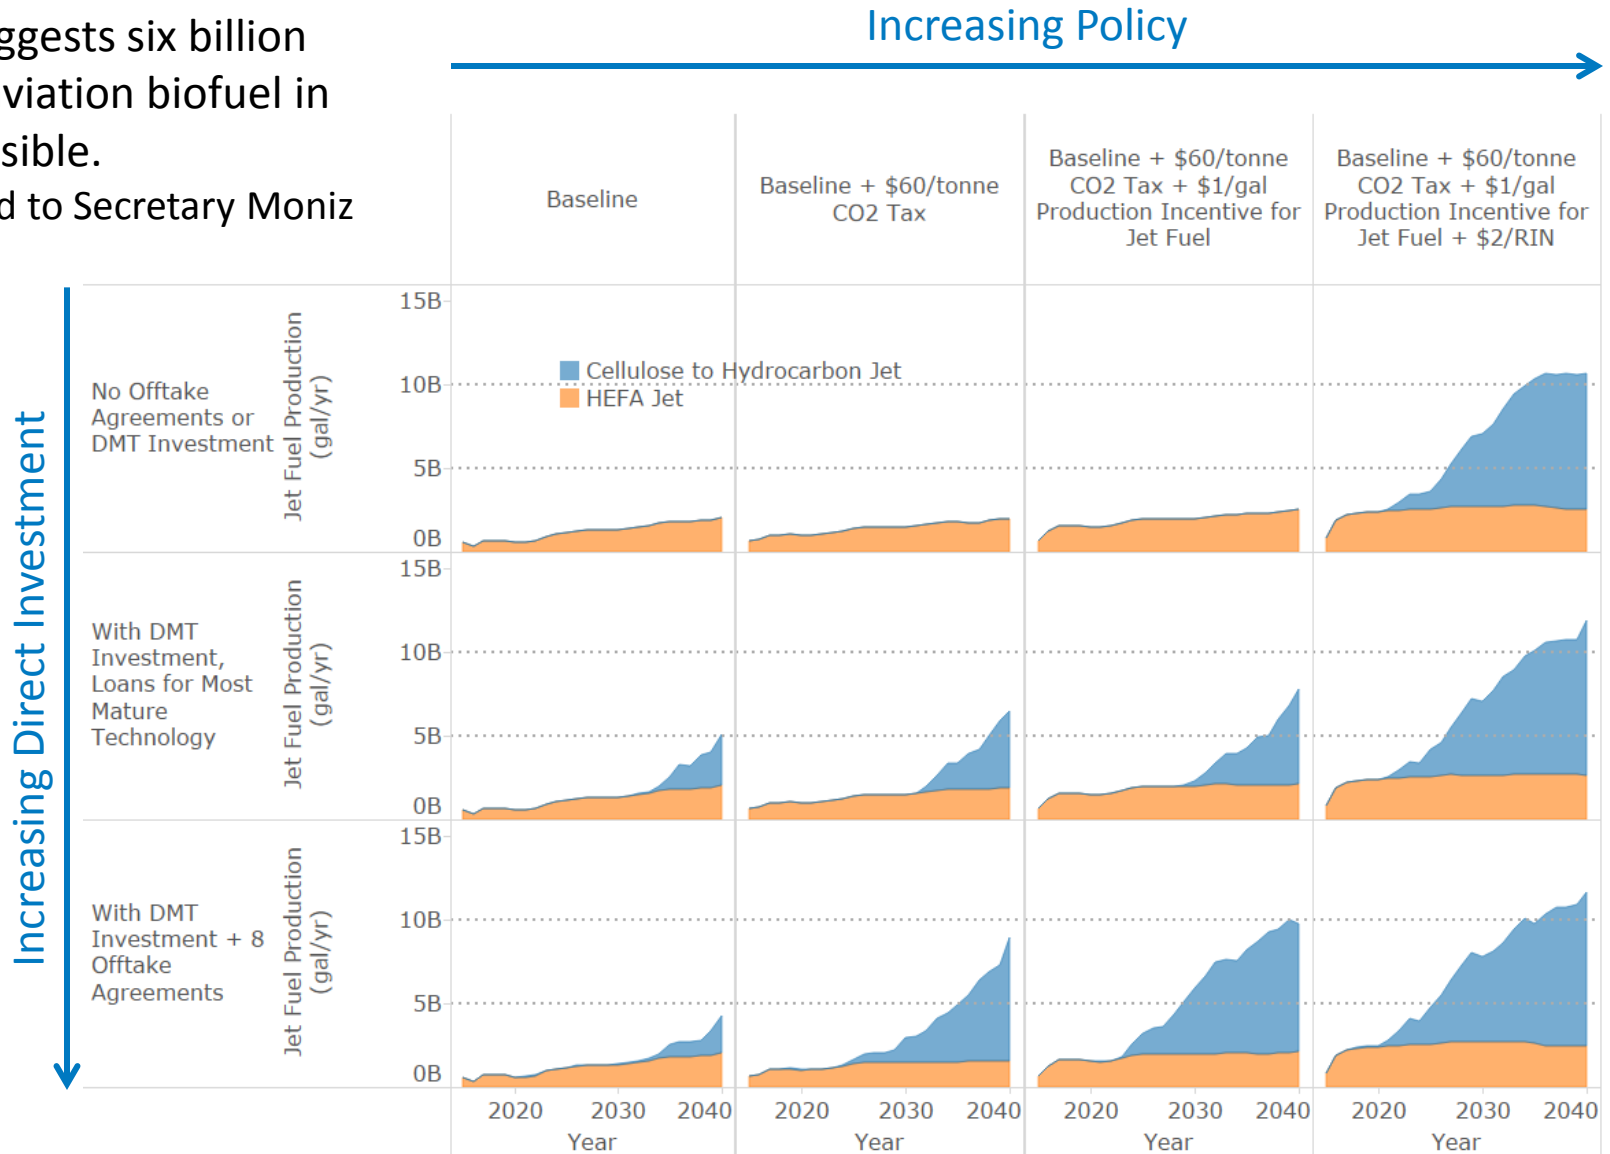 ggests six billion
viation biofuel in
sible.
d to Secretary Moniz
Increasing Policy
Baseline
Baseline + $60/tonne
CO2 Tax
Baseline + $60/tonne
CO2 Tax + $1/gal
Production Incentive for
Jet Fuel
Baseline + $60/tonne
CO2 Tax + $1/gal
Production Incentive for
Jet Fuel + $2/RIN
Increasing Direct Investment
No Offtake
Agreements or
DMT Investment
Jet Fuel Production
(gal/yr)
15B
10B
5B
0B
Cellulose to Hydrocarbon Jet
HEFA Jet
With DMT
Investment,
Loans for Most
Mature
Technology
Jet Fuel Production
(gal/yr)
15B
10B
5B
0B
With DMT
Investment + 8
Offtake
Agreements
Jet Fuel Production
(gal/yr)
15B
10B
5B
0B
2020 2030 2040
Year
2020 2030 2040
Year
2020 2030 2040
Year
2020 2030 2040
Year